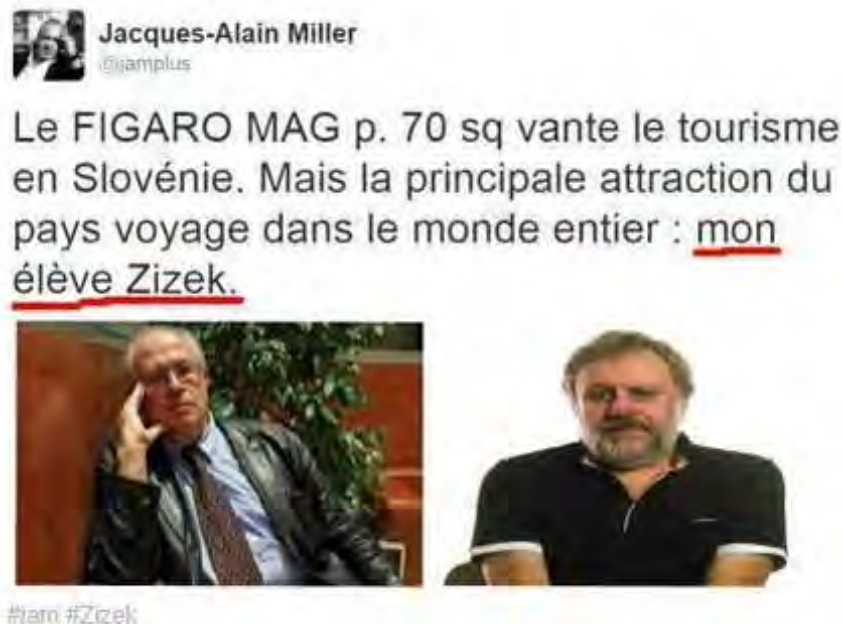 Jacques-Alain Miller
@jamplus
Le FIGARO MAG p. 70 sq vante le tourisme
en Slovénie. Mais la principale attraction du
pays voyage dans le monde entier : mon
élève Zizek.
#jam #Zizek